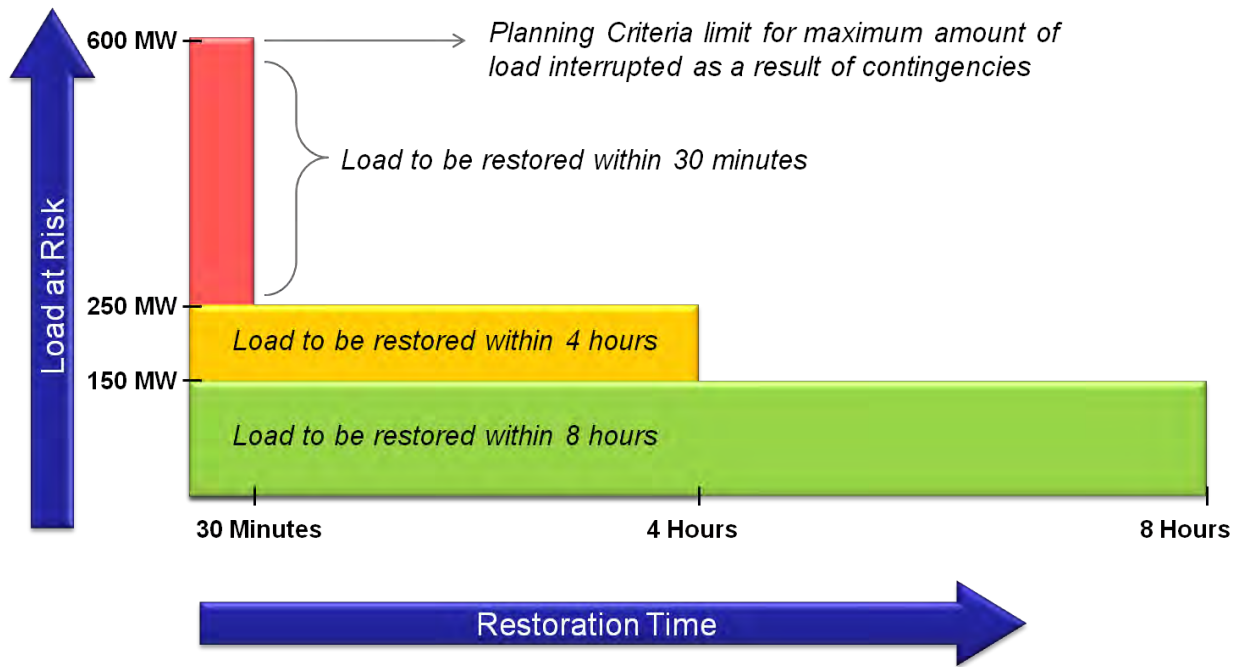 600 MW
Planning Criteria limit for maximum amount of
load interrupted as a result of contingencies
Load to be restored within 30 minutes
Load at Risk
250 MW
Load to be restored within 4 hours
150 MW
Load to be restored within 8 hours
30 Minutes
4 Hours
8 Hours
Restoration Time